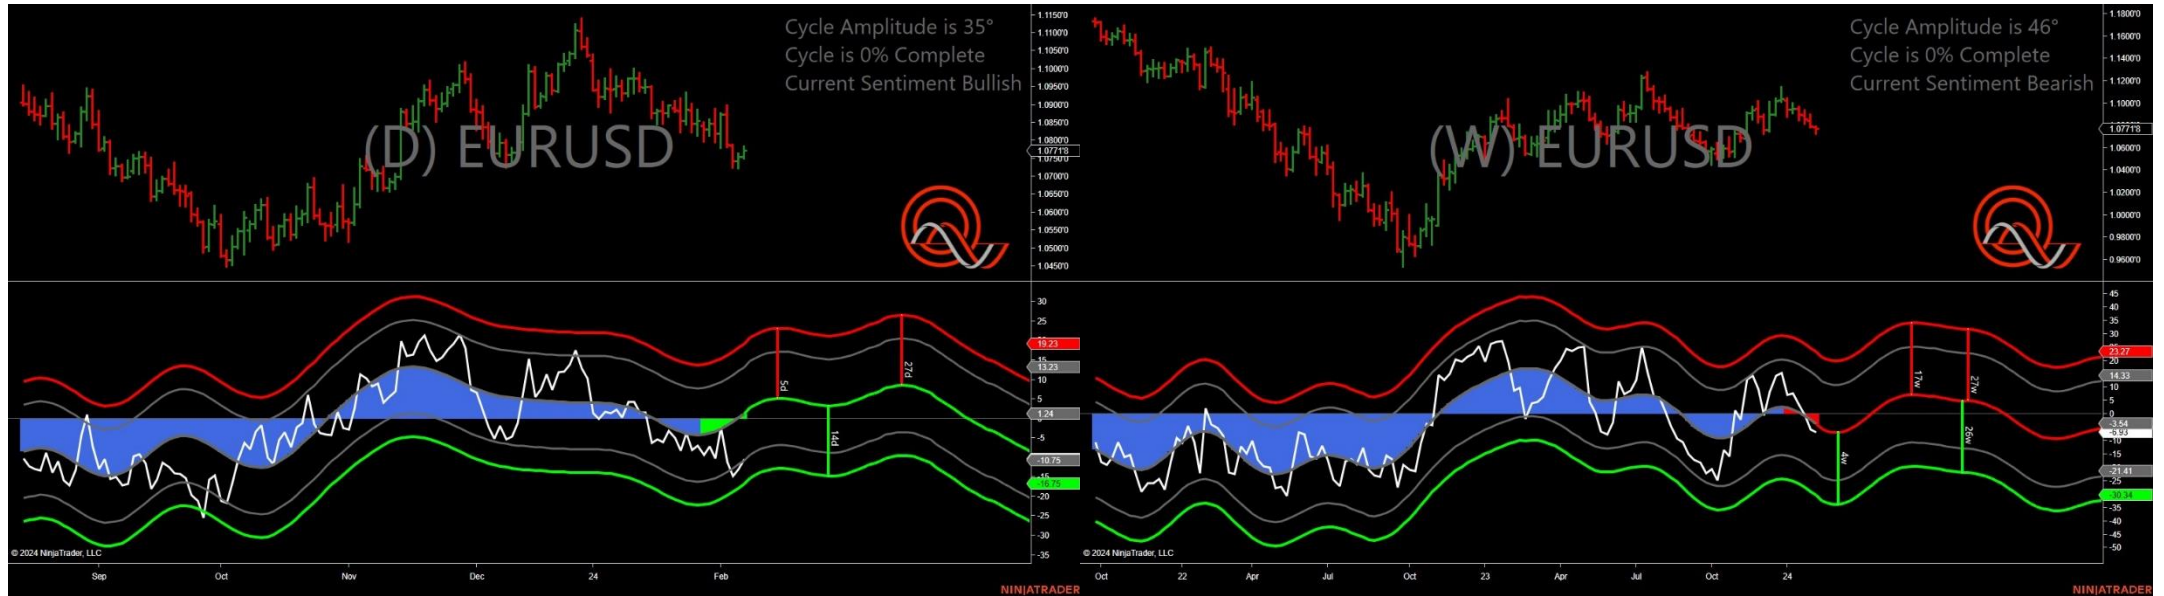 Cycle Amplitude is 35°
Cycle is 0% Complete
Current Sentiment Bullish
(D) EURUSD
1.1150'0
1.1100'0
1.1050'0
1.1000'0
1.0950'0
1.0900'0
1.0850'0
1.0800'0
1.0771'8
1.0750'0
1.0700'0
1.0650'0
1.0600'0
1.0550'0
1.0500'0
1.0450'0
30
25
19.23
15
13.23
10
5
1.24
-5
-10.75
-15
-16.75
-20
-25
-30
-35
5d
14d
27d
© 2024 NinjaTrader, LLC
Sep
Oct
Nov
Dec
24
Feb
NINJATRADER
Cycle Amplitude is 46°
Cycle is 0% Complete
Current Sentiment Bearish
(W) EURUSD
1.1800'0
1.1600'0
1.1400'0
1.1200'0
1.1000'0
1.0771'8
1.0600'0
1.0400'0
1.0200'0
1.0000'0
0.9800'0
0.9600'0
45
40
35
30
23.27
14.33
10
5
0
-3.54
-6.93
-10
-15
-21.41
-25
-30.34
-35
-40
-45
-50
4w
17w
26w
27w
© 2024 NinjaTrader, LLC
Oct
22
Apr
Jul
Oct
23
Apr
Jul
Oct
24
NINJATRADER